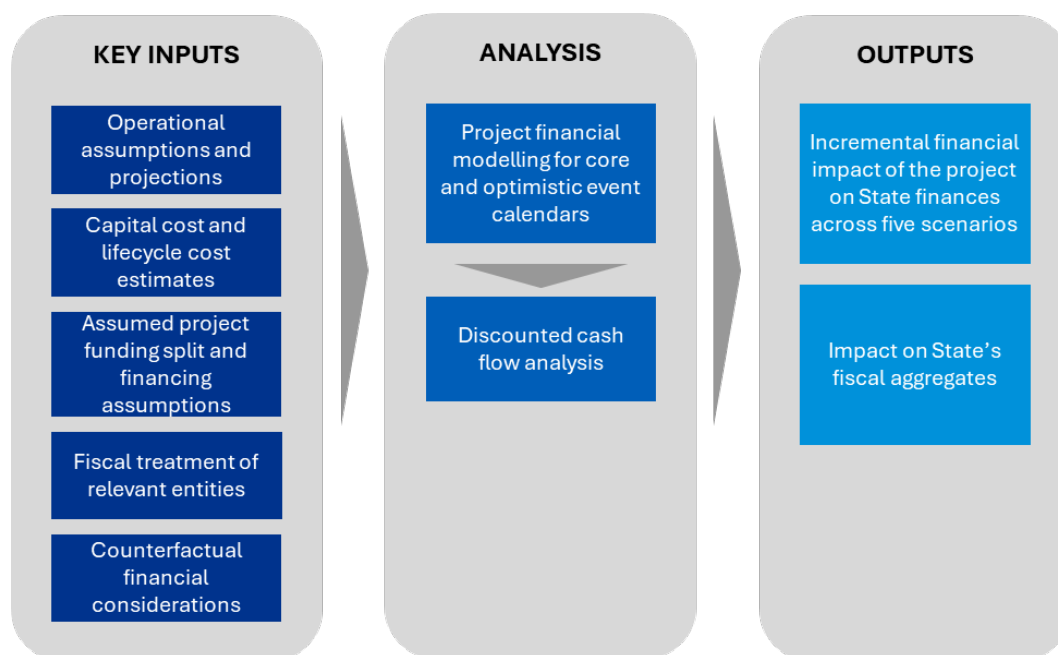 KEY INPUTS
Operational
assumptions and
projections
Capital cost and
lifecycle cost
estimates
Assumed project
funding split and
financing
assumptions
Fiscal treatment of
relevant entities
Counterfactual
financial
considerations
ANALYSIS
Project financial
modelling for core
and optimistic event
calendars
Discounted cash
flow analysis
OUTPUTS
Incremental financial
impact of the project
on State finances
across five scenarios
Impact on State’s
fiscal aggregates